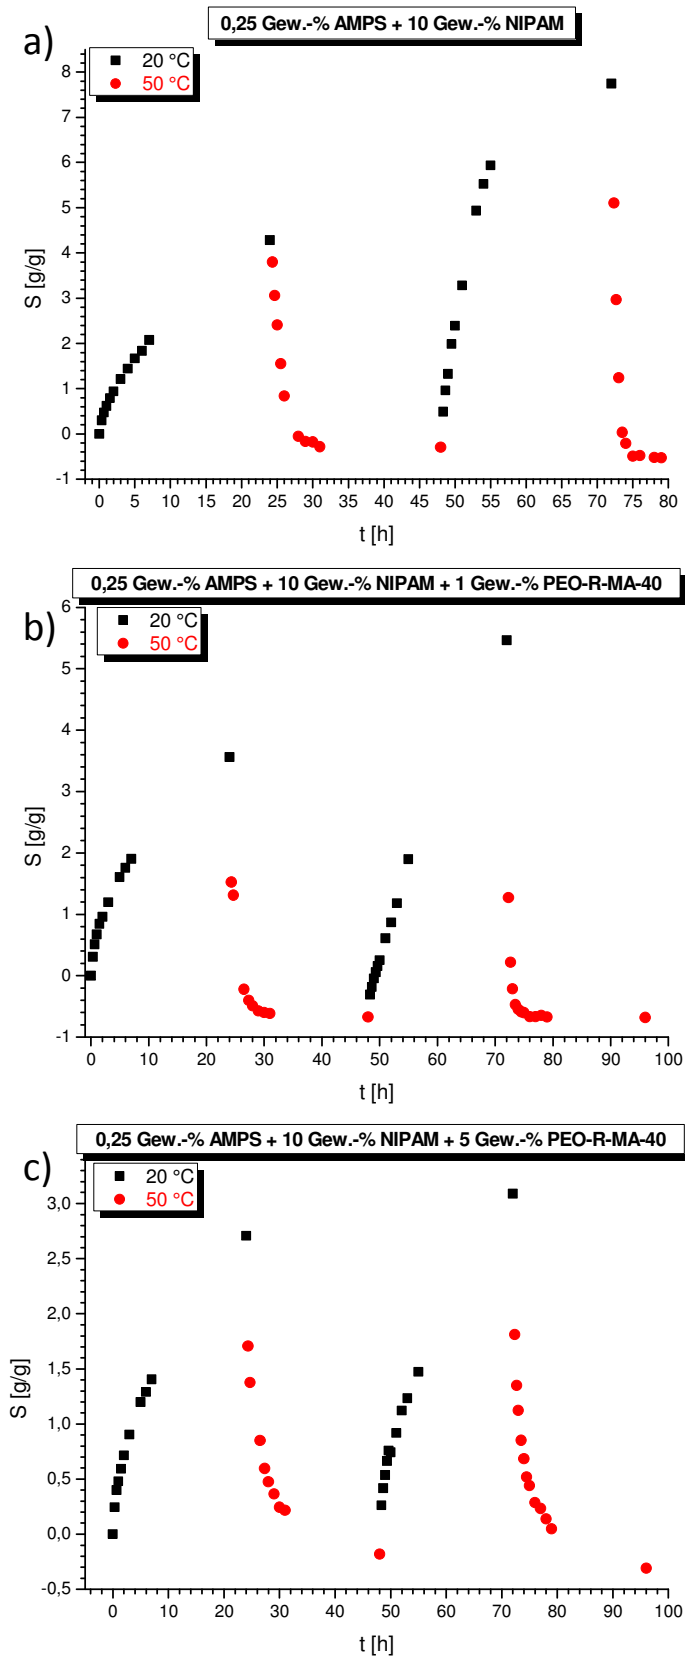 0,25 Gew.-% AMPS + 10 Gew.-% NIPAM
a)
20 °C
50 °C
8
7
6
5
4
3
2
1
0
-1
S [g/g]
0 5 10 15 20 25 30 35 40 45 50 55 60 65 70 75 80
t [h]
0,25 Gew.-% AMPS + 10 Gew.-% NIPAM + 1 Gew.-% PEO-R-MA-40
b)
20 °C
50 °C
6
5
4
3
2
1
0
-1
S [g/g]
0 10 20 30 40 50 60 70 80 90 100
t [h]
0,25 Gew.-% AMPS + 10 Gew.-% NIPAM + 5 Gew.-% PEO-R-MA-40
c)
20 °C
50 °C
3,0
2,5
2,0
1,5
1,0
0,5
0,0
-0,5
S [g/g]
0 10 20 30 40 50 60 70 80 90 100
t [h]